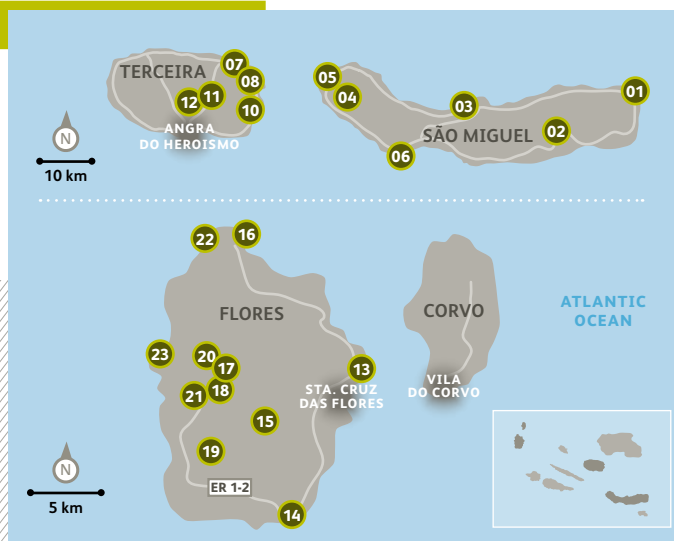 TERCEIRA
07
08
12
11
10
ANGRA
DO HEROISMO
N
10 km
05
04
03
01
02
SÃO MIGUEL
06
22
16
FLORES
23
20
17
13
21
18
15
STA. CRUZ
DAS FLORES
19
ER 1-2
14
N
5 km
CORVO
VILA
DO CORVO
ATLANTIC
OCEAN